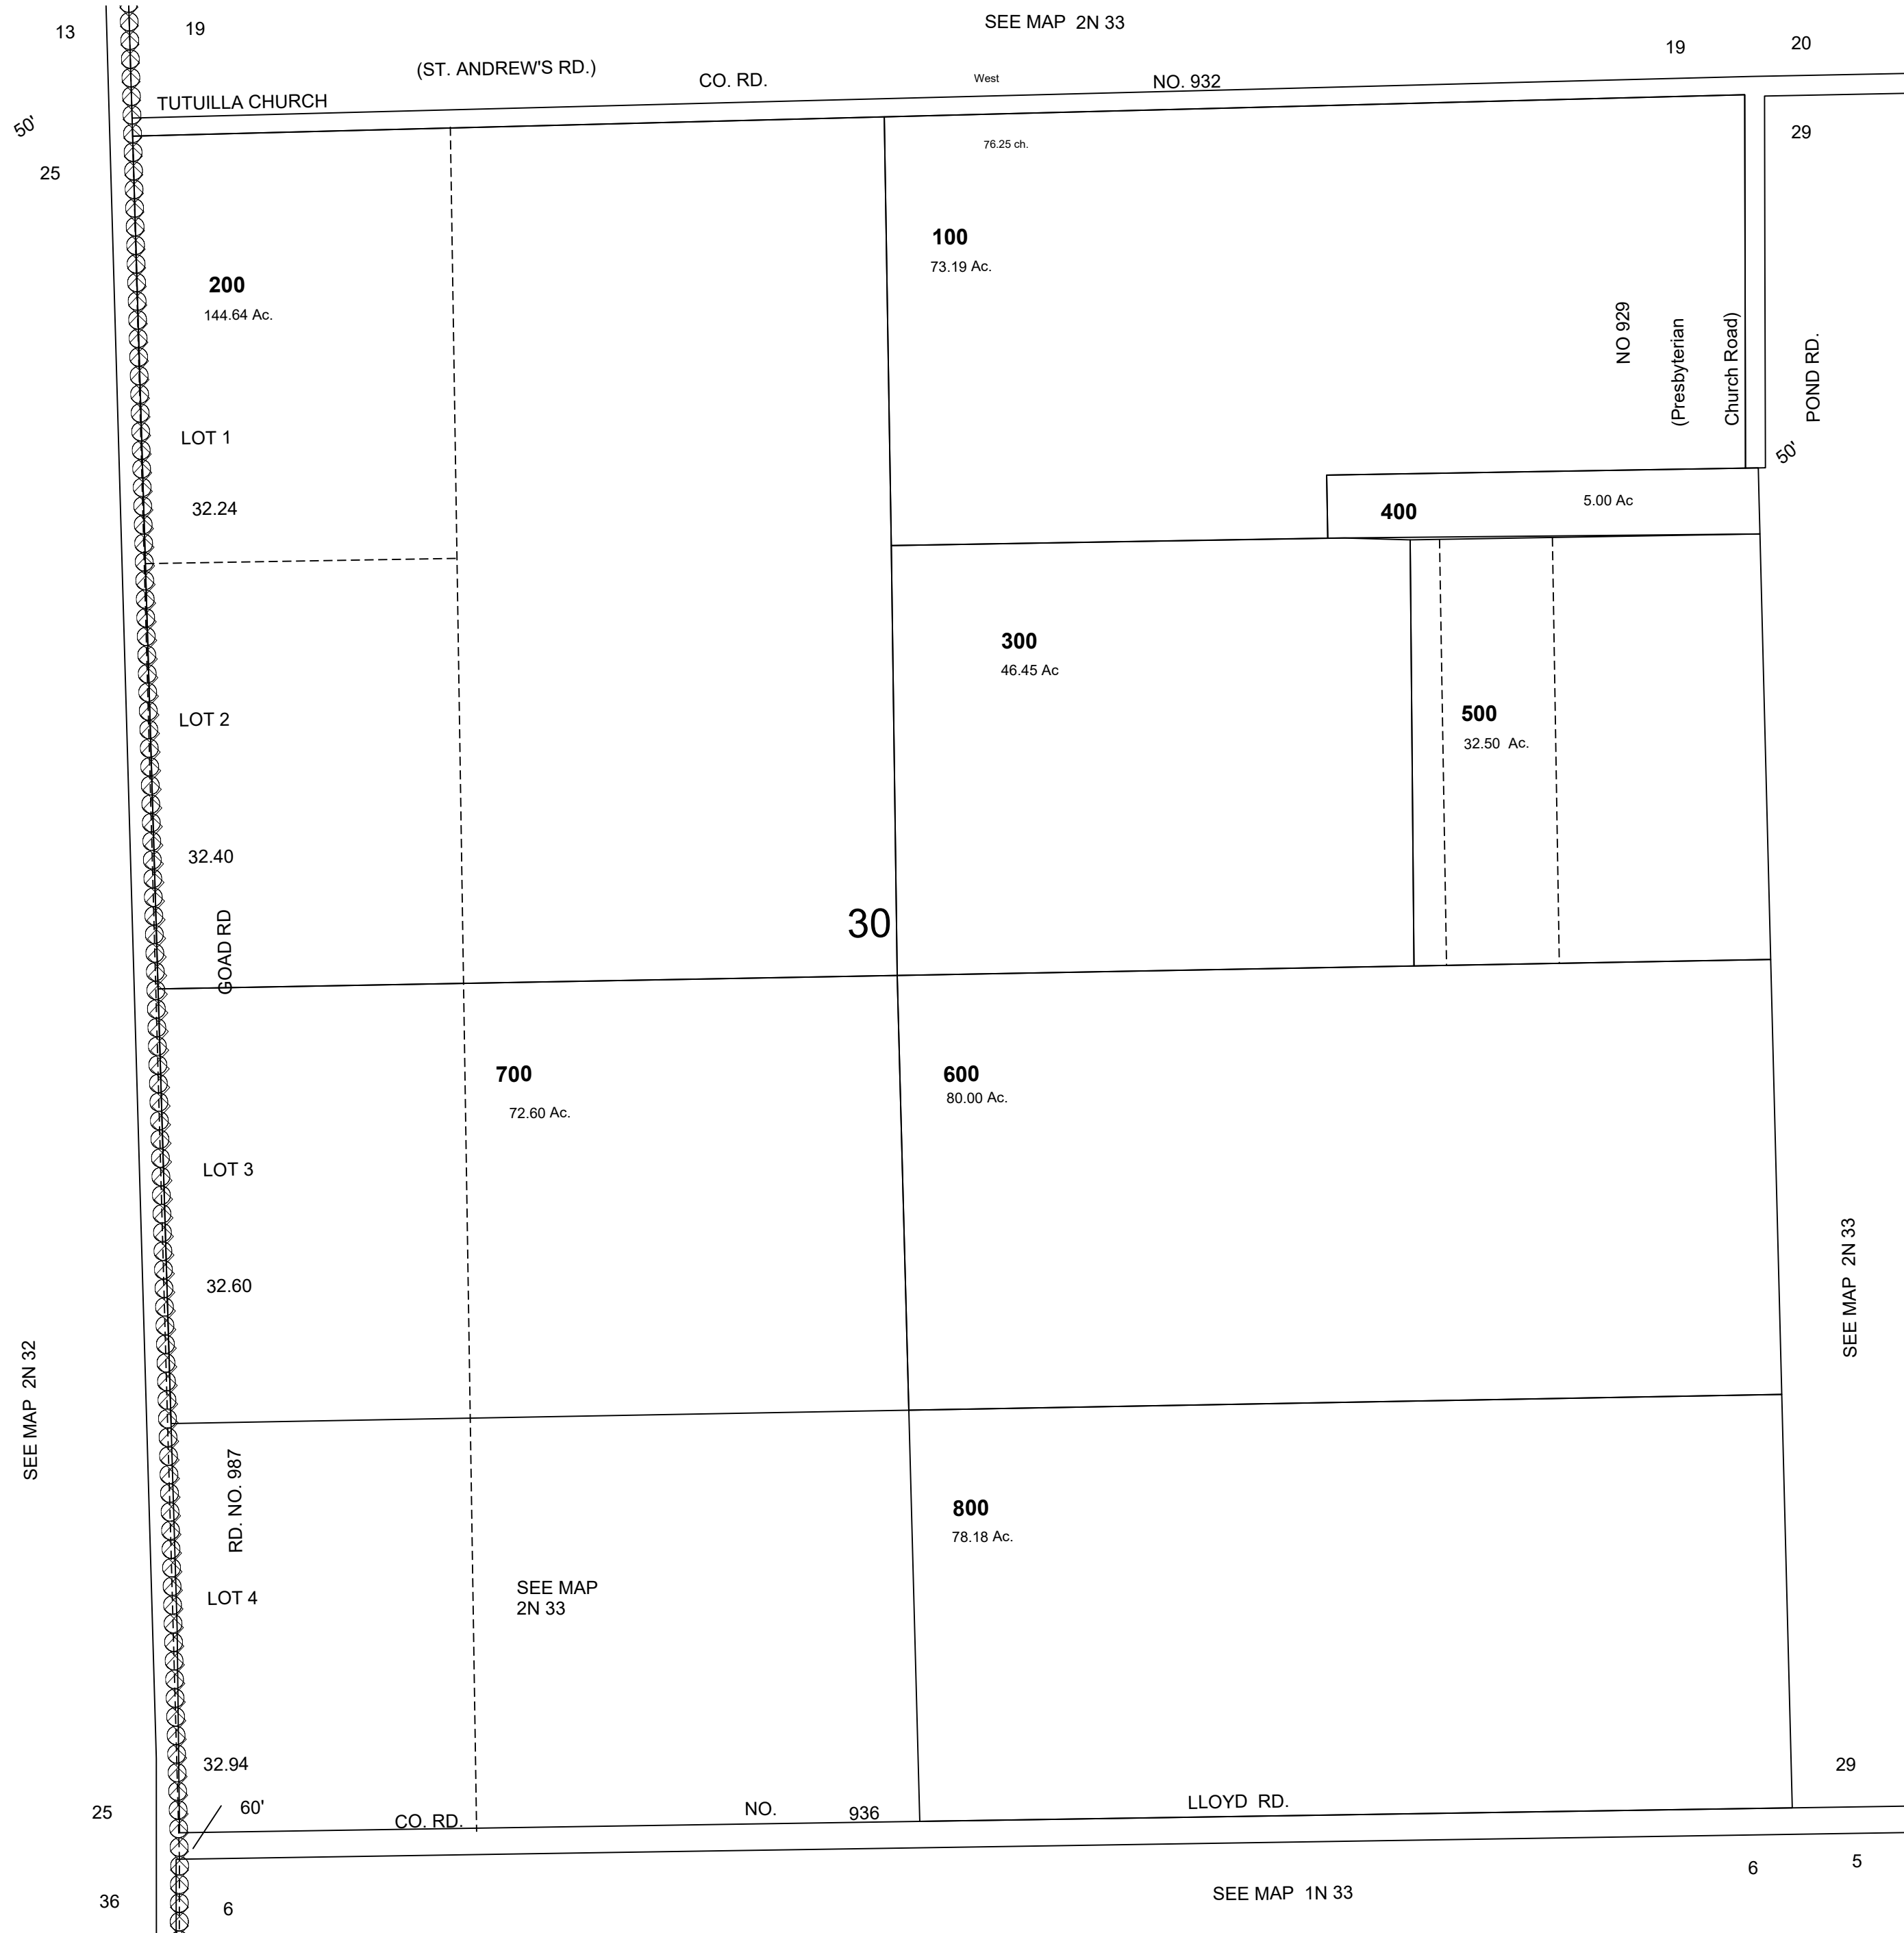 SEE MAP 2N 33
13
19
19
20
(ST. ANDREW'S RD.)
CO. RD.
West
NO. 932
TUTUILLA CHURCH
50'
25
29
76.25 ch.
100
73.19 Ac.
200
144.64 Ac.
NO 929
(Presbyterian
Church Road)
POND RD.
50'
LOT 1
32.24
400
5.00 Ac
300
46.45 Ac
LOT 2
500
32.50 Ac.
32.40
GOAD RD
30
700
72.60 Ac.
600
80.00 Ac.
LOT 3
32.60
SEE MAP 2N 33
SEE MAP 2N 32
RD. NO. 987
800
78.18 Ac.
LOT 4
SEE MAP
2N 33
32.94
29
25
60'
CO. RD.
NO.
936
LLOYD RD.
6
5
36
6
SEE MAP 1N 33